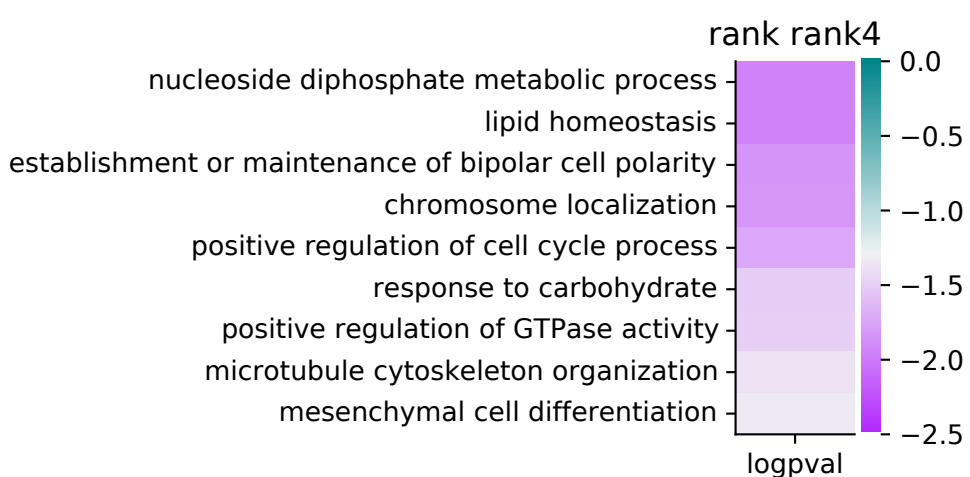 rank rank4
nucleoside diphosphate metabolic process
lipid homeostasis
establishment or maintenance of bipolar cell polarity
chromosome localization
positive regulation of cell cycle process
response to carbohydrate
positive regulation of GTPase activity
microtubule cytoskeleton organization
mesenchymal cell differentiation
logpval
0.0
−0.5
−1.0
−1.5
−2.0
−2.5